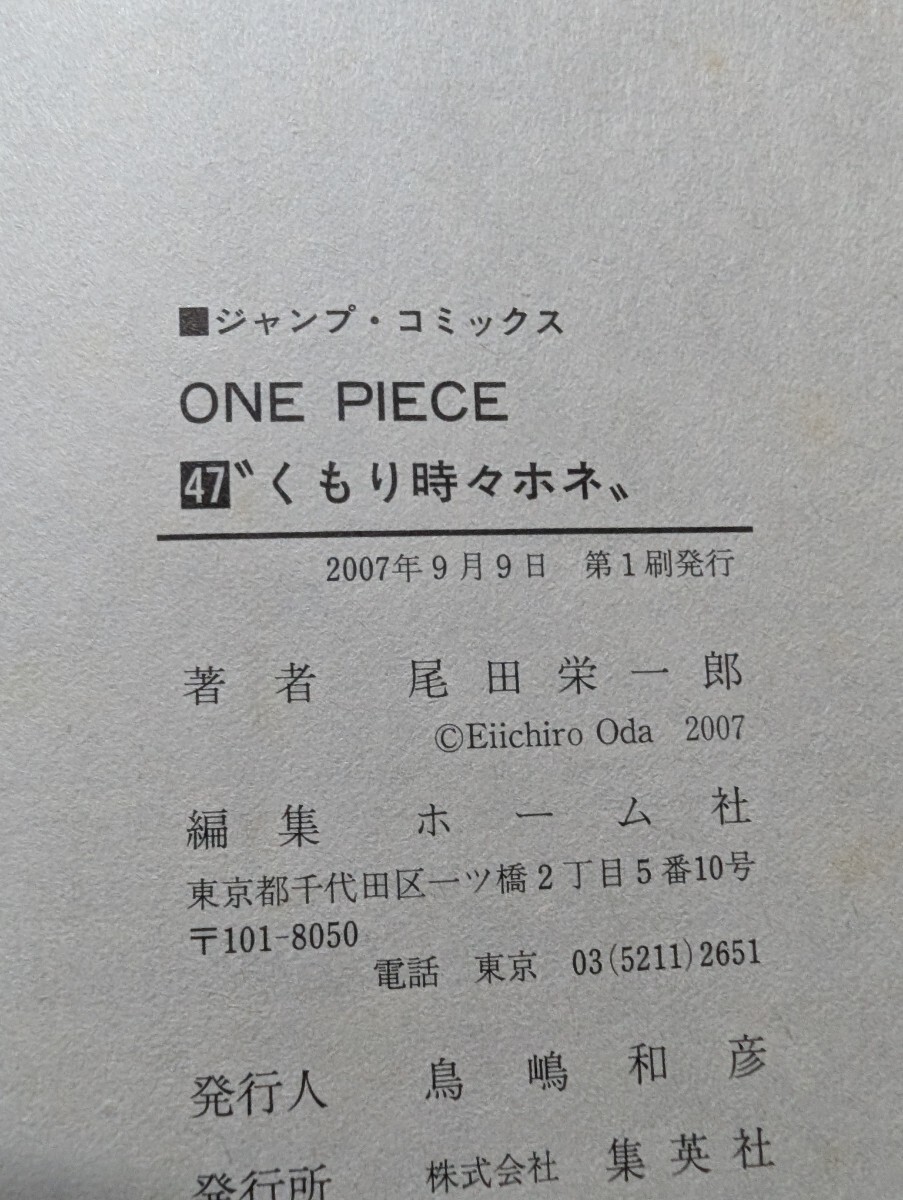 ■ジャンプ・コミックス
ONE PIECE
47〝くもり時々ホネ〟
2007年9月9日 第1刷発行
著者 尾田栄一郎
©Eiichiro Oda 2007
編集 ホーム社
東京都千代田区一ツ橋2丁目5番10号
〒101-8050
電話 東京 03(5211)2651
発行人 鳥嶋和彦
発行所 株式会社 集英社